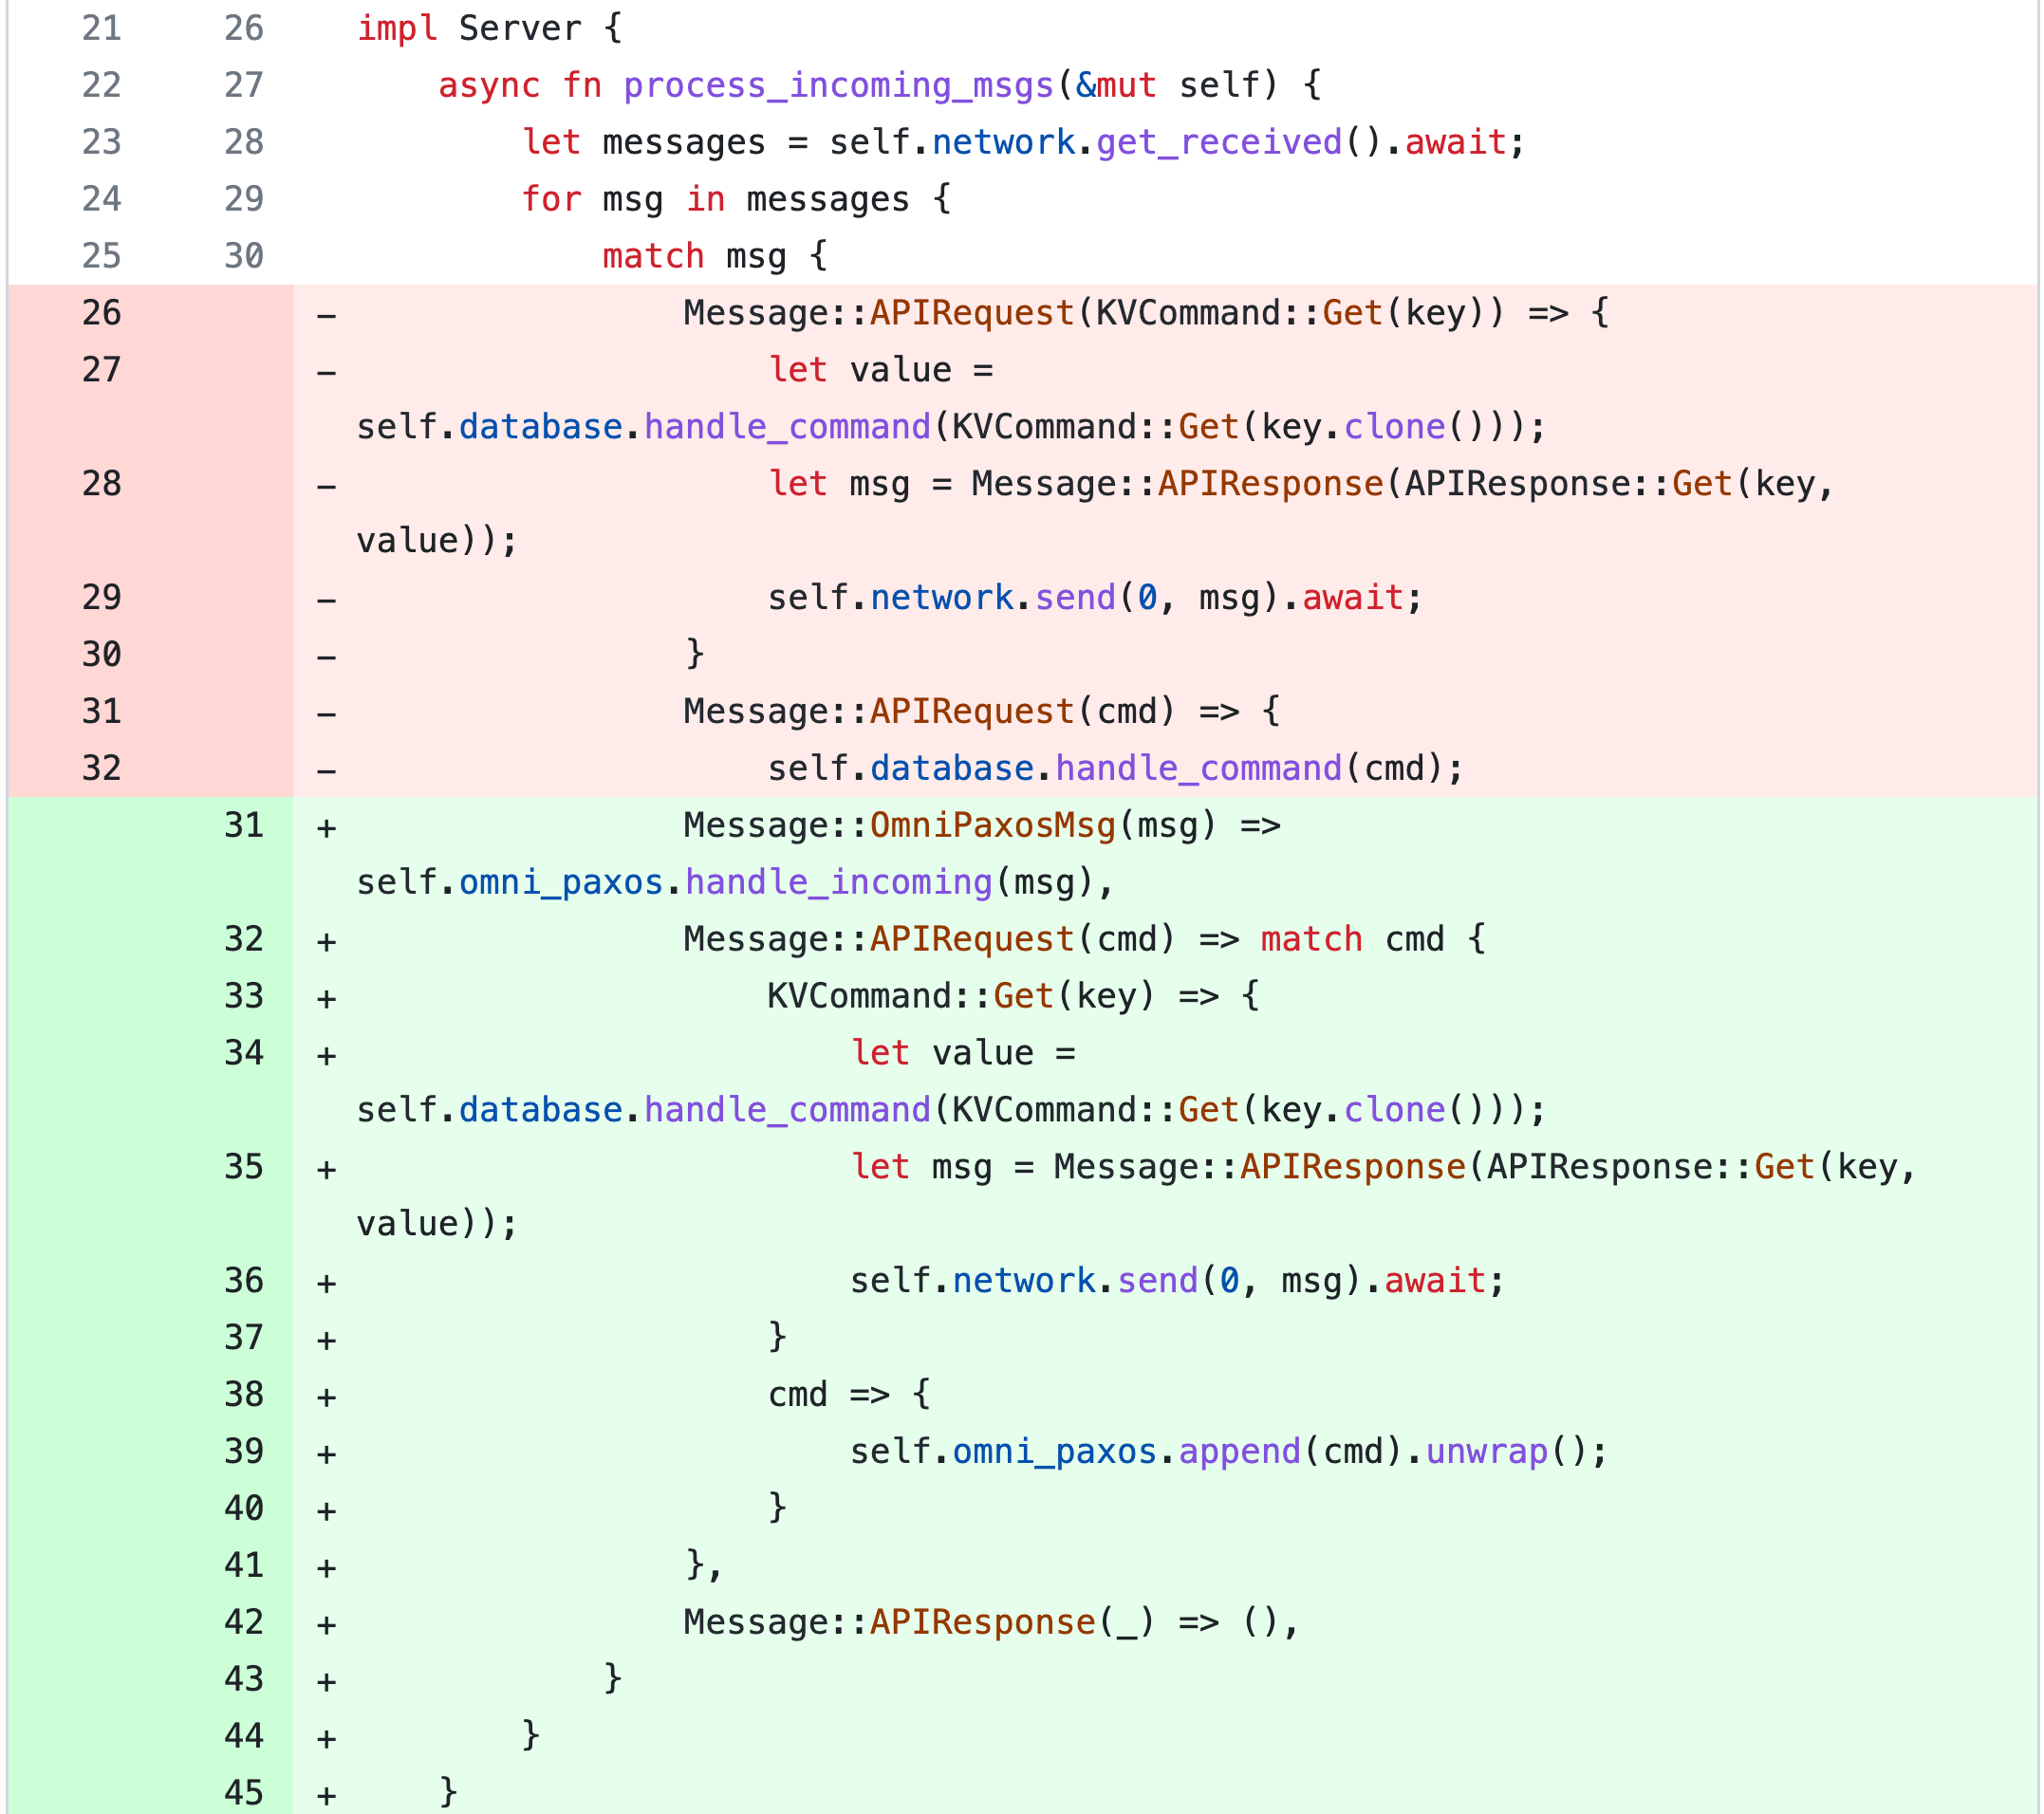 21 26 impl Server {
22 27     async fn process_incoming_msgs(&mut self) {
23 28         let messages = self.network.get_received().await;
24 29         for msg in messages {
25 30             match msg {
26 −                 Message::APIRequest(KVCommand::Get(key)) => {
27 −                     let value =
self.database.handle_command(KVCommand::Get(key.clone()));
28 −                     let msg = Message::APIResponse(APIResponse::Get(key,
value));
29 −                     self.network.send(0, msg).await;
30 −                 }
31 −                 Message::APIRequest(cmd) => {
32 −                     self.database.handle_command(cmd);
31 +                 Message::OmniPaxosMsg(msg) =>
self.omni_paxos.handle_incoming(msg),
32 +                 Message::APIRequest(cmd) => match cmd {
33 +                     KVCommand::Get(key) => {
34 +                         let value =
self.database.handle_command(KVCommand::Get(key.clone()));
35 +                         let msg = Message::APIResponse(APIResponse::Get(key,
value));
36 +                         self.network.send(0, msg).await;
37 +                     }
38 +                     cmd => {
39 +                         self.omni_paxos.append(cmd).unwrap();
40 +                     }
41 +                 },
42 +                 Message::APIResponse(_) => (),
43 +             }
44 +         }
45 +     }